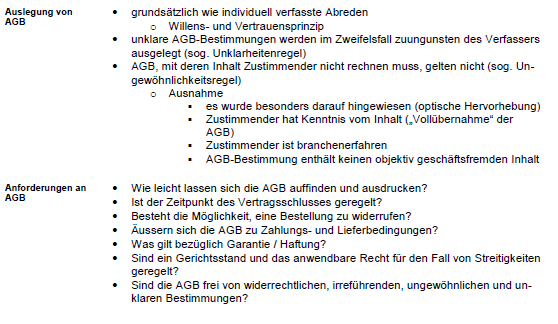 Auslegung von
AGB
• grundsätzlich wie individuell verfasste Abreden
o Willens- und Vertrauensprinzip
• unklare AGB-Bestimmungen werden im Zweifelsfall zuungunsten des Verfassers
ausgelegt (sog. Unklarheitenregel)
• AGB, mit deren Inhalt Zustimmender nicht rechnen muss, gelten nicht (sog. Un-
gewöhnlichkeitsregel)
o Ausnahme
▪ es wurde besonders darauf hingewiesen (optische Hervorhebung)
▪ Zustimmender hat Kenntnis vom Inhalt („Vollübernahme“ der
AGB)
▪ Zustimmender ist branchenerfahren
▪ AGB-Bestimmung enthält keinen objektiv geschäftsfremden Inhalt
Anforderungen an
AGB
• Wie leicht lassen sich die AGB auffinden und ausdrucken?
• Ist der Zeitpunkt des Vertragsschlusses geregelt?
• Besteht die Möglichkeit, eine Bestellung zu widerrufen?
• Äussern sich die AGB zu Zahlungs- und Lieferbedingungen?
• Was gilt bezüglich Garantie / Haftung?
• Sind ein Gerichtsstand und das anwendbare Recht für den Fall von Streitigkeiten
geregelt?
• Sind die AGB frei von widerrechtlichen, irreführenden, ungewöhnlichen und un-
klaren Bestimmungen?